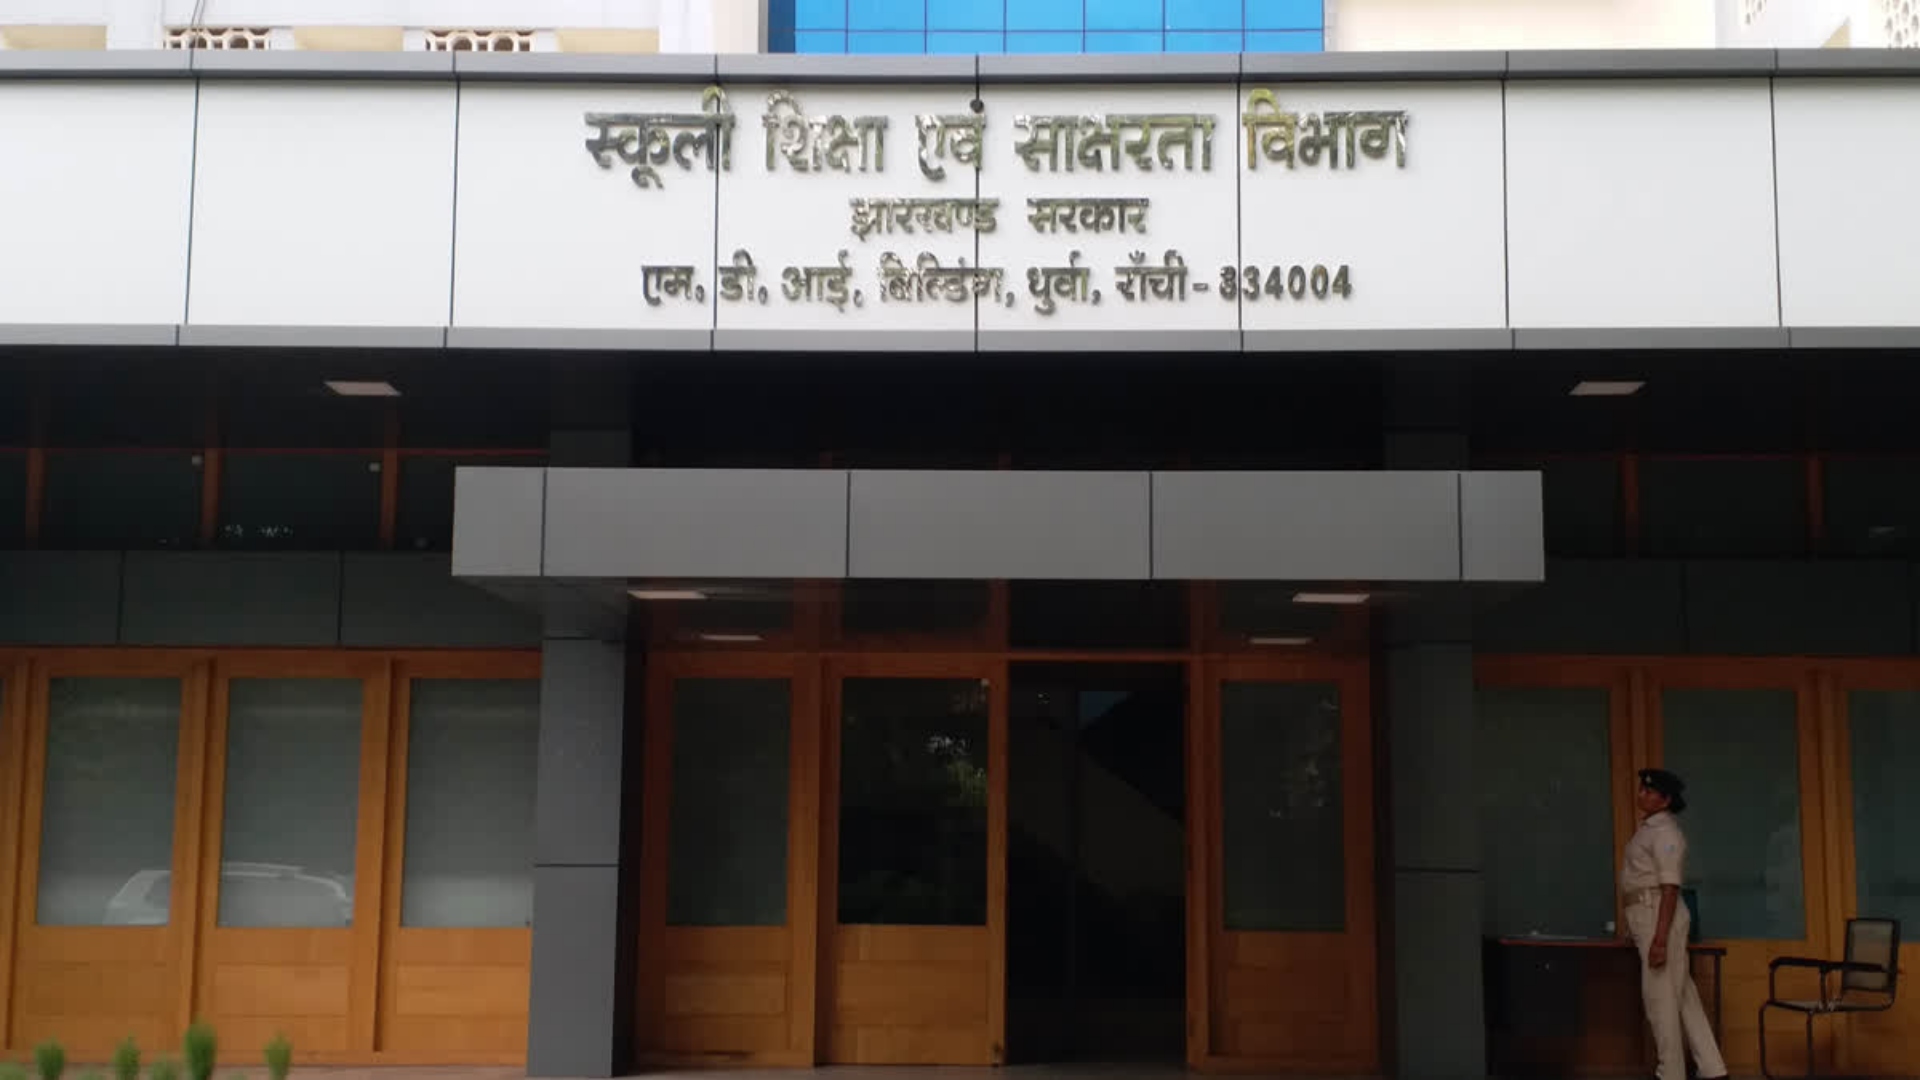 स्कूली शिक्षा एवं साक्षरता विभाग
झारखण्ड सरकार
एम. डी. आई. बिल्डिंग, धुर्वा, राँची - 834004